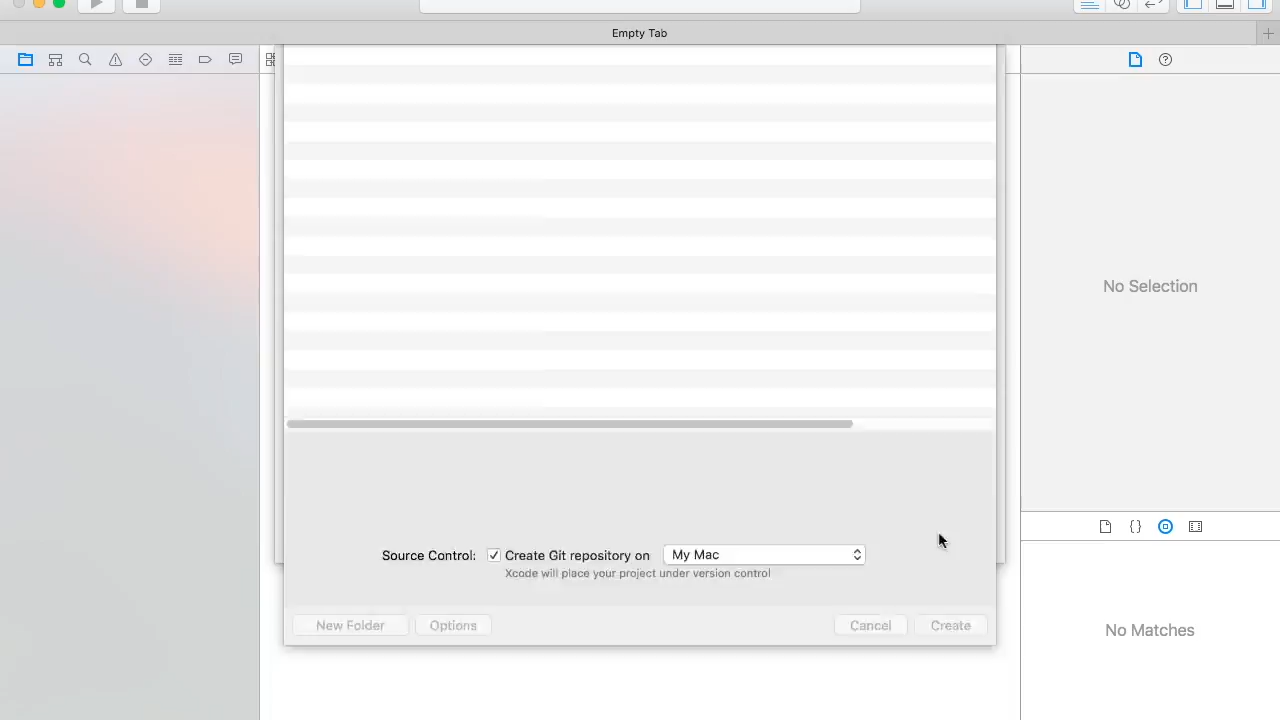 Empty Tab
No Selection
Source Control: Create Git repository on My Mac
Xcode will place your project under version control
New Folder Options Cancel Create
No Matches